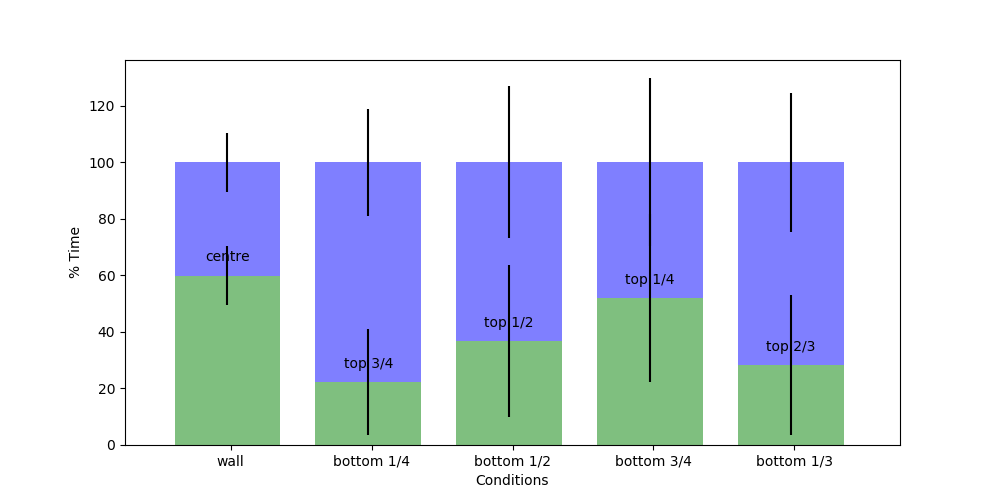 120
100
80
60
40
20
0
% Time
centre
top 3/4
top 1/2
top 1/4
top 2/3
wall
bottom 1/4
bottom 1/2
bottom 3/4
bottom 1/3
Conditions